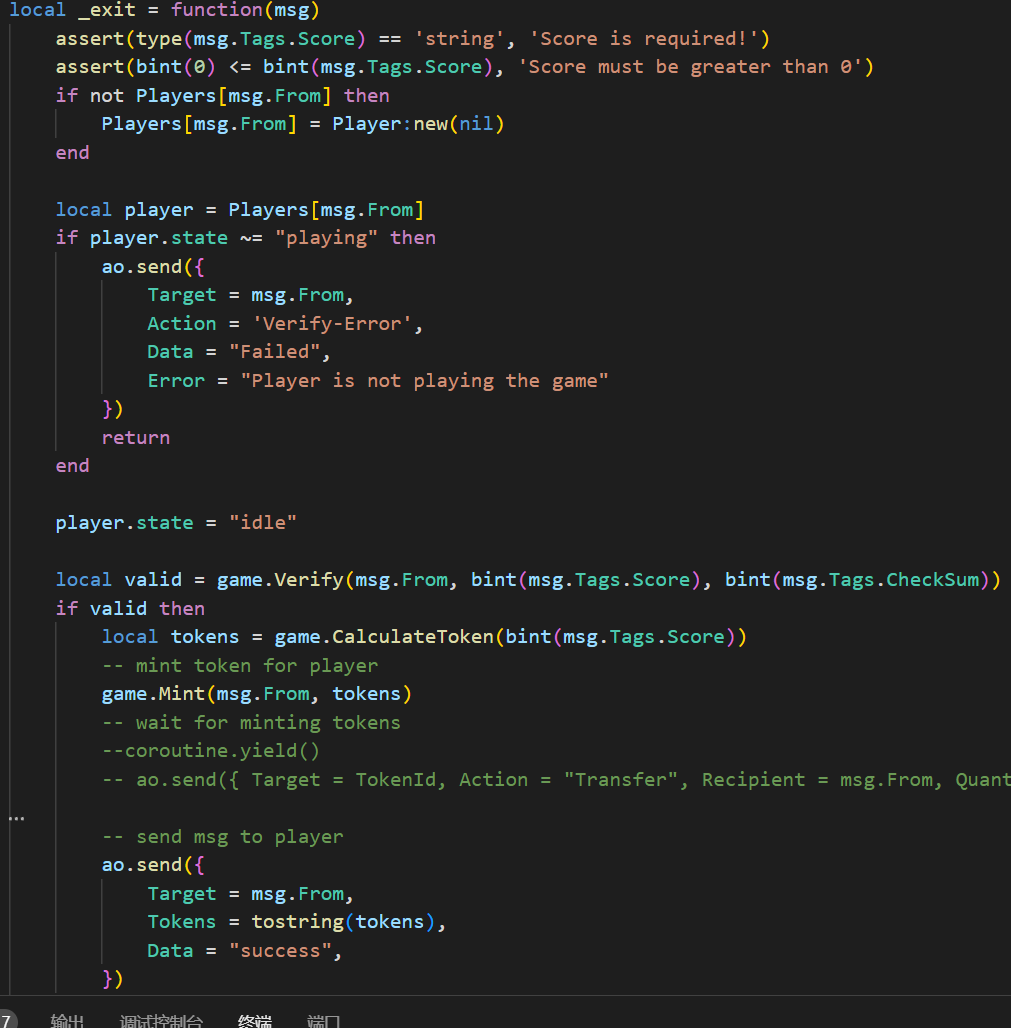 local _exit = function(msg)
    assert(type(msg.Tags.Score) == 'string', 'Score is required!')
    assert(bint(0) <= bint(msg.Tags.Score), 'Score must be greater than 0')
    if not Players[msg.From] then
        Players[msg.From] = Player:new(nil)
    end

    local player = Players[msg.From]
    if player.state ~= "playing" then
        ao.send({
            Target = msg.From,
            Action = 'Verify-Error',
            Data = "Failed",
            Error = "Player is not playing the game"
        })
        return
    end

    player.state = "idle"

    local valid = game.Verify(msg.From, bint(msg.Tags.Score), bint(msg.Tags.CheckSum))
    if valid then
        local tokens = game.CalculateToken(bint(msg.Tags.Score))
        -- mint token for player
        game.Mint(msg.From, tokens)
        -- wait for minting tokens
        --coroutine.yield()
        -- ao.send({ Target = TokenId, Action = "Transfer", Recipient = msg.From, Quant

        -- send msg to player
        ao.send({
            Target = msg.From,
            Tokens = tostring(tokens),
            Data = "success",
        })
7 输出 调试控制台 终端 端口